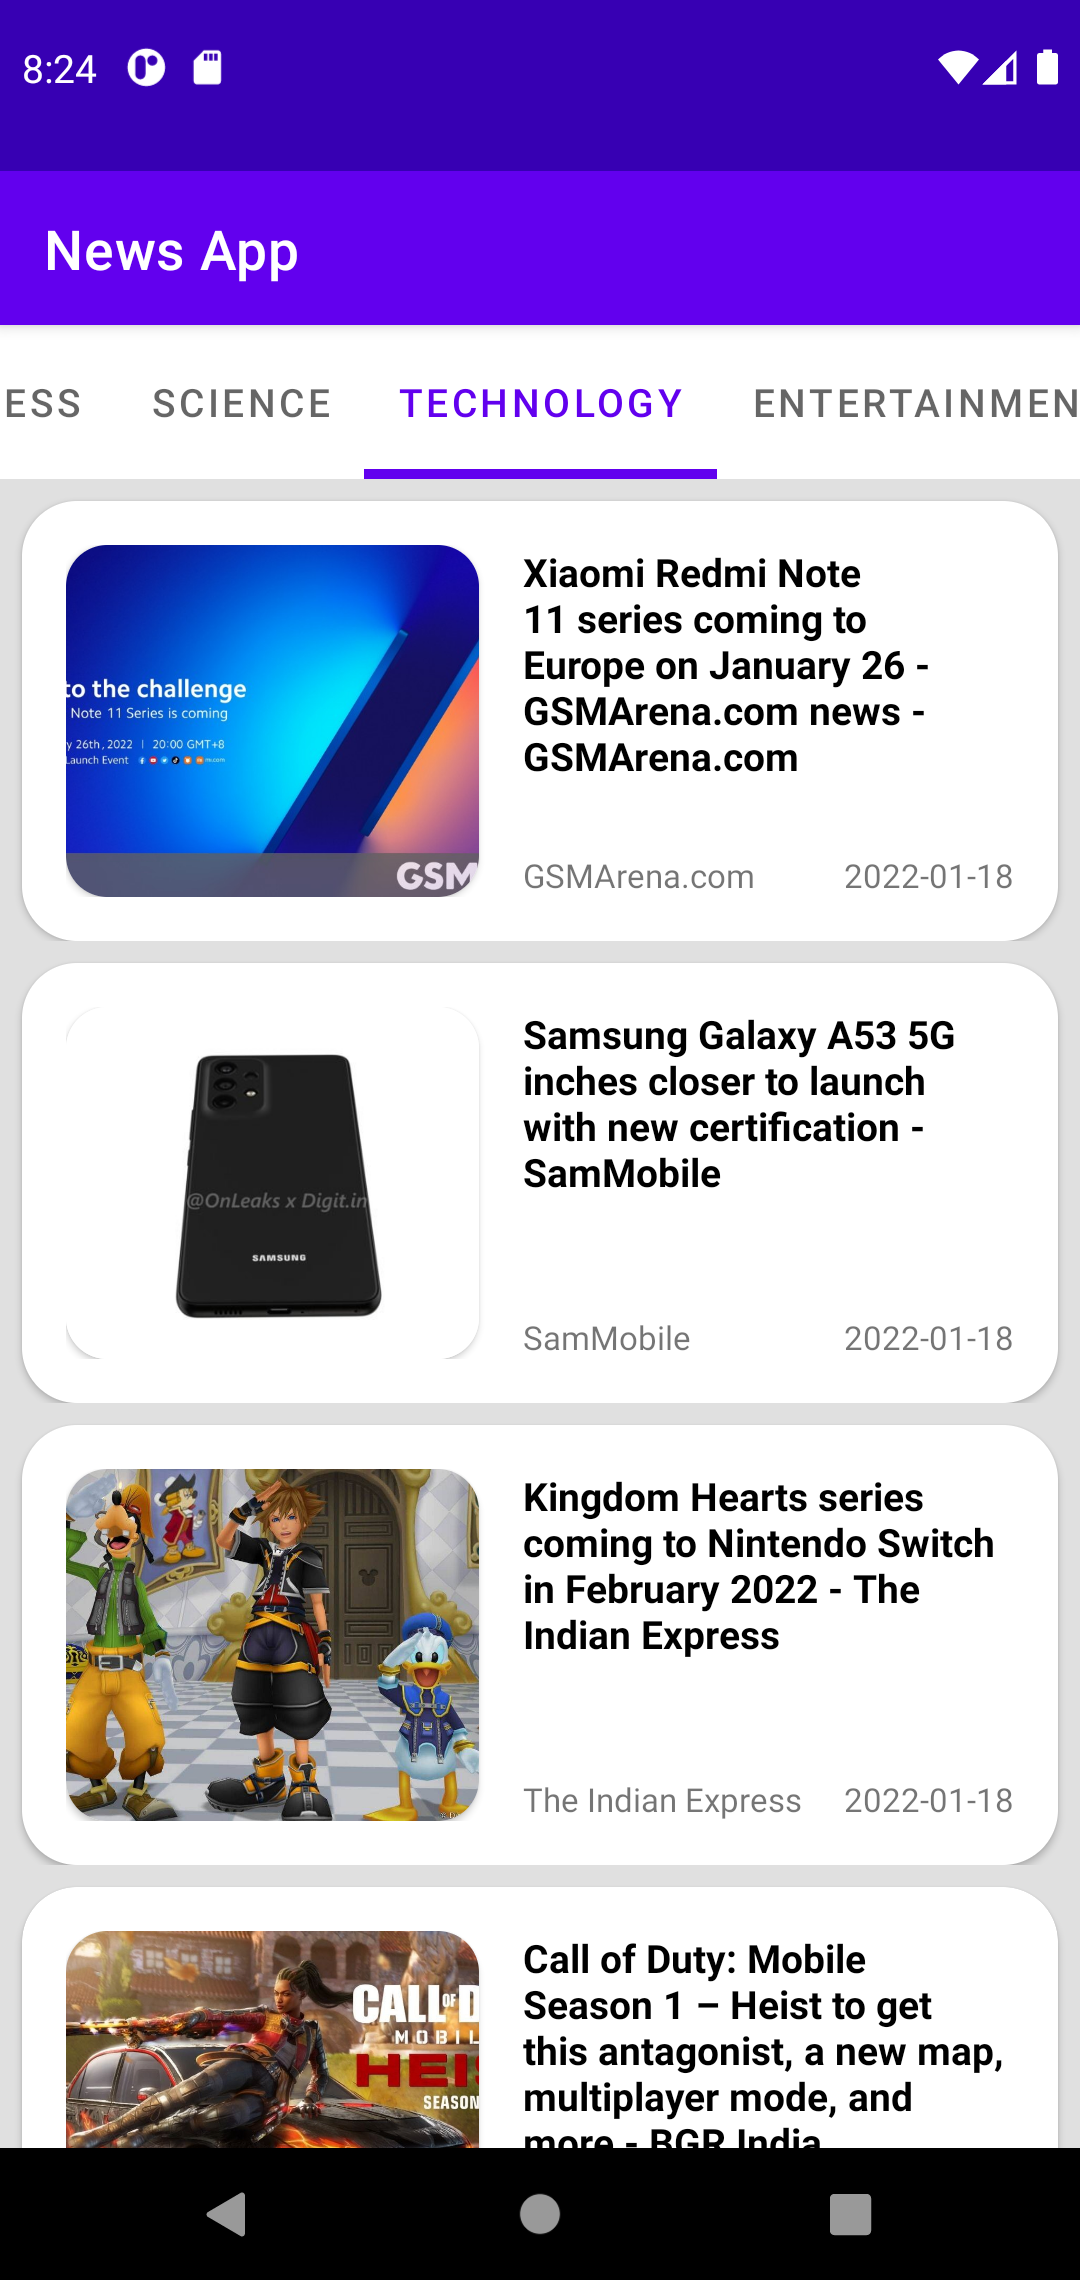 8:24
News App
ESS SCIENCE TECHNOLOGY ENTERTAINMEN
to the challenge
Note 11 Series is coming
y 26th, 2022 | 20:00 GMT+8
Launch Event
mi.com
GSM
Xiaomi Redmi Note
11 series coming to
Europe on January 26 -
GSMArena.com news -
GSMArena.com
GSMArena.com 2022-01-18
@OnLeaks x Digit.in
SAMSUNG
Samsung Galaxy A53 5G
inches closer to launch
with new certification -
SamMobile
SamMobile 2022-01-18
Kingdom Hearts series
coming to Nintendo Switch
in February 2022 - The
Indian Express
The Indian Express 2022-01-18
CALL OF D
MOBIL
HEIS
SEASON
Call of Duty: Mobile
Season 1 – Heist to get
this antagonist, a new map,
multiplayer mode, and
more - BGR India